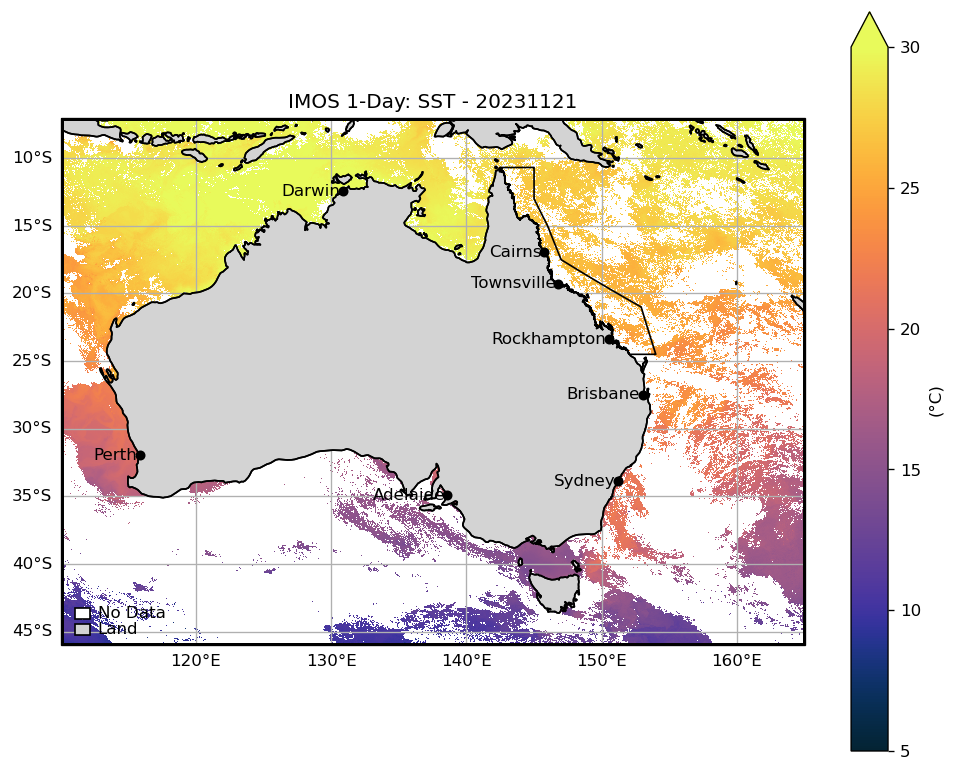 IMOS 1-Day: SST - 20231121
30
10°S
Darwin
25
15°S
Cairns
Townsville
20°S
20
Rockhampton
25°S
Brisbane
(°C)
30°S
Perth
15
Sydney
35°S
Adelaide
40°S
10
No Data
Land
45°S
120°E 130°E 140°E 150°E 160°E
5